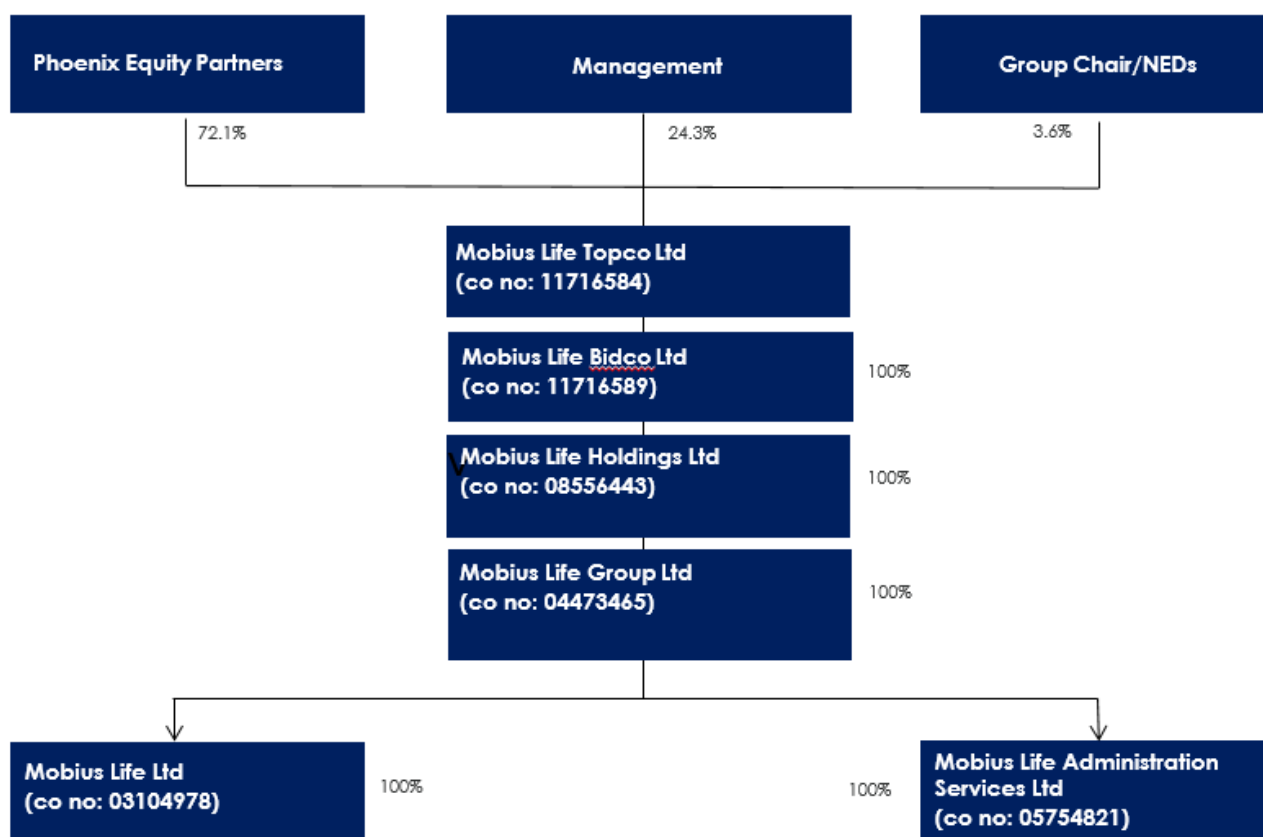 Phoenix Equity Partners
Management
Group Chair/NEDs
72.1%
24.3%
3.6%
Mobius Life Topco Ltd
(co no: 11716584)
Mobius Life Bidco Ltd
(co no: 11716589)
100%
V
Mobius Life Holdings Ltd
(co no: 08556443)
100%
Mobius Life Group Ltd
(co no: 04473465)
100%
Mobius Life Ltd
(co no: 03104978)
100%
100%
Mobius Life Administration
Services Ltd
(co no: 05754821)